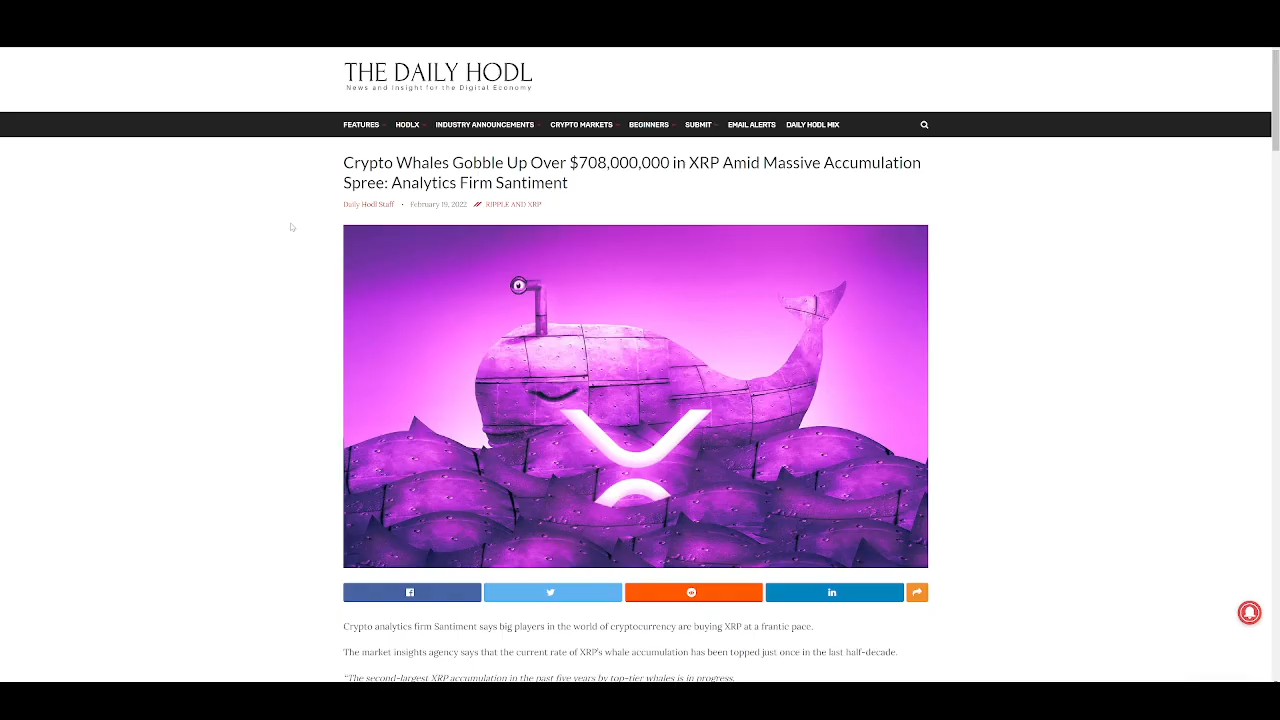 THE DAILY HODL
News and Insight for the Digital Economy
FEATURES HODLX INDUSTRY ANNOUNCEMENTS CRYPTO MARKETS BEGINNERS SUBMIT EMAIL ALERTS DAILY HODL MIX
Crypto Whales Gobble Up Over $708,000,000 in XRP Amid Massive Accumulation
Spree: Analytics Firm Santiment
Daily Hodl Staff · February 19, 2022 // RIPPLE AND XRP
Crypto analytics firm Santiment says big players in the world of cryptocurrency are buying XRP at a frantic pace.
The market insights agency says that the current rate of XRP's whale accumulation has been topped just once in the last half-decade.
“The second-largest XRP accumulation in the past five years by top-tier whales is in progress.